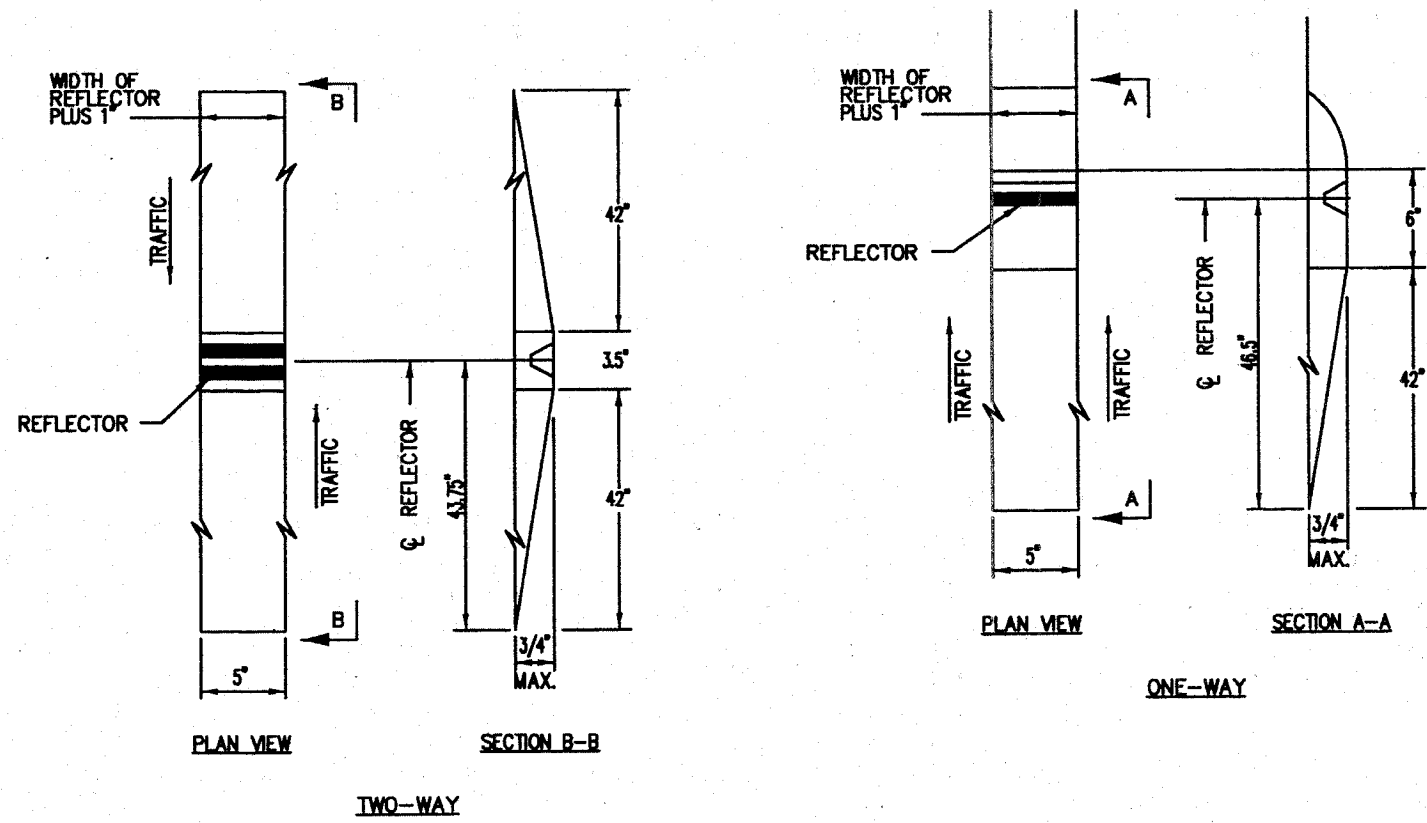 WIDTH OF
REFLECTOR
PLUS 1"
B
TRAFFIC
42"
3.5"
REFLECTOR
TRAFFIC
℄ REFLECTOR
43.75"
42"
B
5"
3/4"
MAX.
PLAN VIEW
SECTION B-B
TWO-WAY
WIDTH OF
REFLECTOR
PLUS 1"
A
REFLECTOR
6"
℄ REFLECTOR
46.5"
TRAFFIC
TRAFFIC
42"
A
5"
3/4"
MAX.
PLAN VIEW
SECTION A-A
ONE-WAY